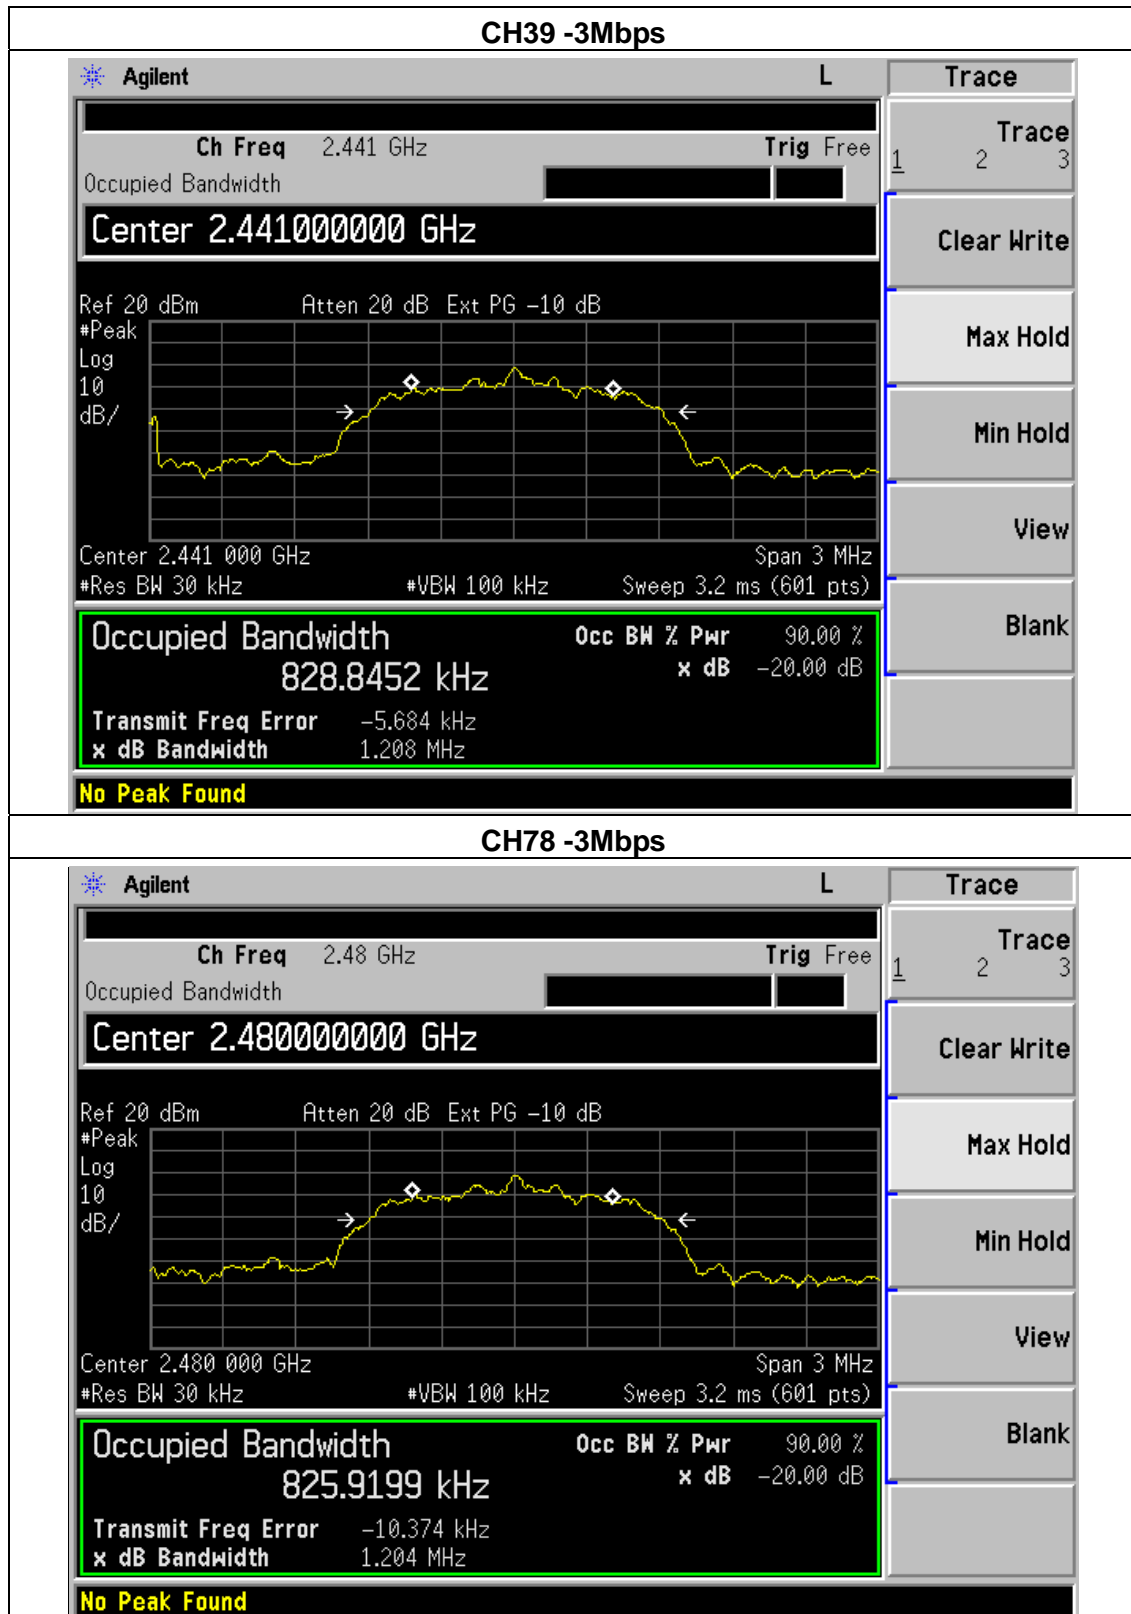 CH39 -3Mbps
Agilent L Trace
Ch Freq 2.441 GHz Trig Free
Occupied Bandwidth
Trace
1 2 3
Center 2.441000000 GHz
Clear Write
Ref 20 dBm Atten 20 dB Ext PG -10 dB
#Peak
Log
10
dB/
Max Hold
Min Hold
View
Center 2.441 000 GHz Span 3 MHz
#Res BW 30 kHz #VBW 100 kHz Sweep 3.2 ms (601 pts)
Blank
Occupied Bandwidth Occ BW % Pwr 90.00 %
828.8452 kHz x dB -20.00 dB
Transmit Freq Error -5.684 kHz
x dB Bandwidth 1.208 MHz
No Peak Found
CH78 -3Mbps
Agilent L Trace
Ch Freq 2.48 GHz Trig Free
Occupied Bandwidth
Trace
1 2 3
Center 2.480000000 GHz
Clear Write
Ref 20 dBm Atten 20 dB Ext PG -10 dB
#Peak
Log
10
dB/
Max Hold
Min Hold
View
Center 2.480 000 GHz Span 3 MHz
#Res BW 30 kHz #VBW 100 kHz Sweep 3.2 ms (601 pts)
Blank
Occupied Bandwidth Occ BW % Pwr 90.00 %
825.9199 kHz x dB -20.00 dB
Transmit Freq Error -10.374 kHz
x dB Bandwidth 1.204 MHz
No Peak Found